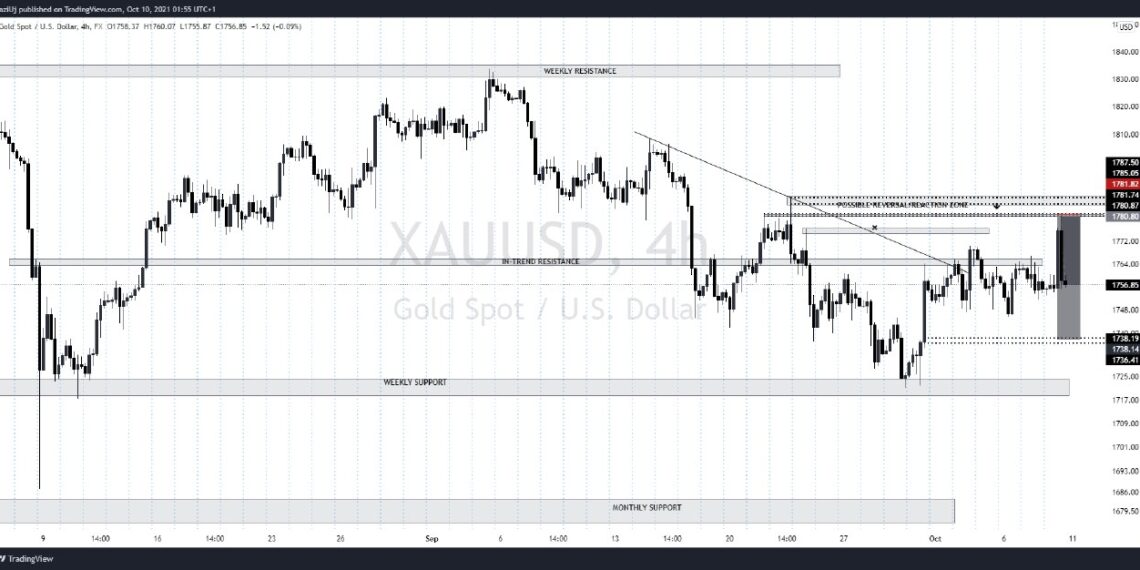 aziUj published on TradingView.com, Oct 10, 2021 01:55 UTC+1
Gold Spot / U.S. Dollar, 4h, FX O1758.37 H1760.07 L1755.87 C1756.85 −1.52 (−0.09%)
USD
1840.00
WEEKLY RESISTANCE
1830.00
1820.00
1810.00
1800.00
1787.50
1785.05
1781.82
1781.74
POSSIBLE REVERSAL/REACTION ZONE
1780.87
1780.80
XAUUSD, 4h
1772.00
IN-TREND RESISTANCE
1764.00
1756.85
Gold Spot / U.S. Dollar
1748.00
1738.19
1738.14
1736.41
WEEKLY SUPPORT
1725.00
1717.00
1709.00
1701.00
1693.00
1686.00
MONTHLY SUPPORT
1679.50
9 14:00 16 14:00 23 26 Sep 6 14:00 13 14:00 20 14:00 27 Oct 6 11
TradingView